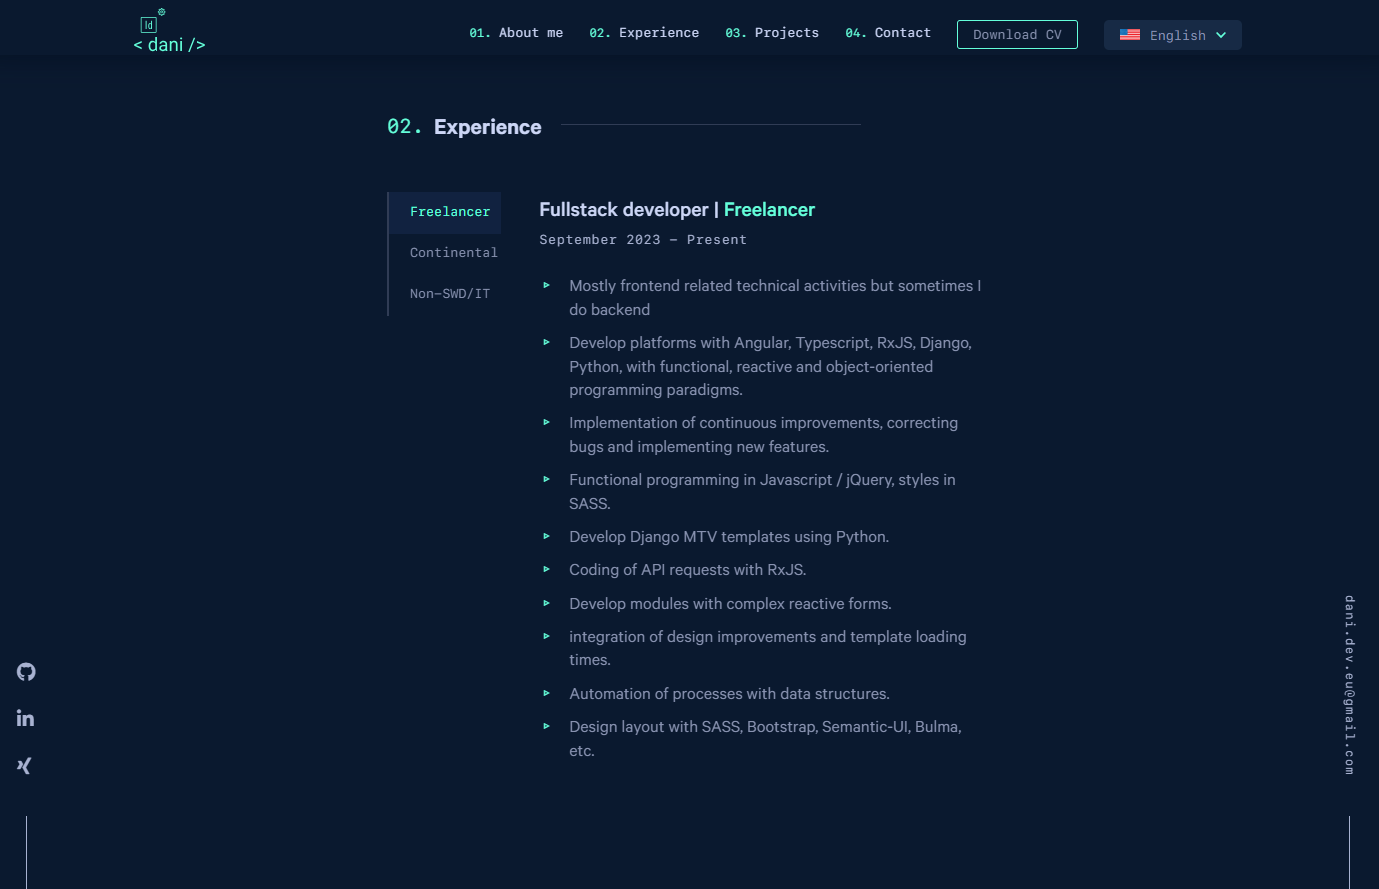 Id
< dani />
01. About me
02. Experience
03. Projects
04. Contact
Download CV
English
02. Experience
Freelancer
Continental
Non-SWD/IT
Fullstack developer | Freelancer
September 2023 - Present
Mostly frontend related technical activities but sometimes I
do backend
Develop platforms with Angular, Typescript, RxJS, Django,
Python, with functional, reactive and object-oriented
programming paradigms.
Implementation of continuous improvements, correcting
bugs and implementing new features.
Functional programming in Javascript / jQuery, styles in
SASS.
Develop Django MTV templates using Python.
Coding of API requests with RxJS.
Develop modules with complex reactive forms.
integration of design improvements and template loading
times.
Automation of processes with data structures.
Design layout with SASS, Bootstrap, Semantic-UI, Bulma,
etc.
dani.dev.eu@gmail.com